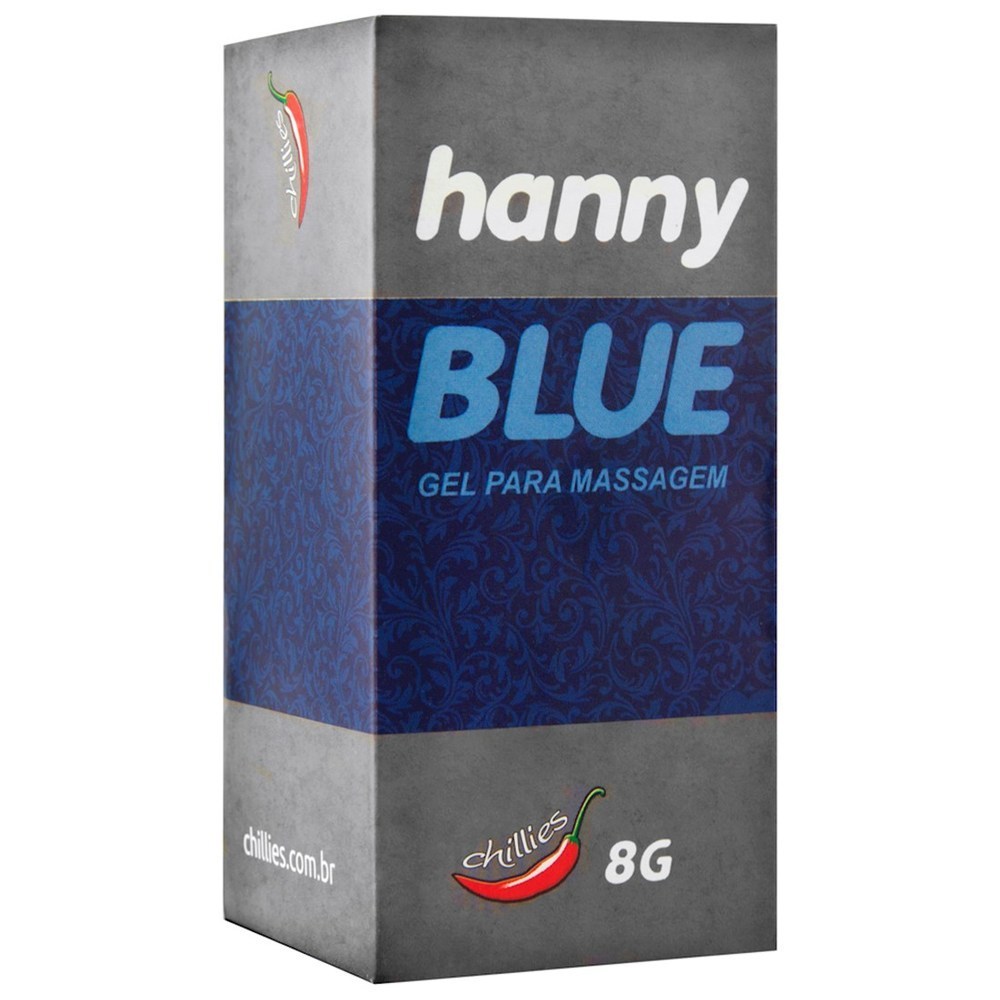 chillies
hanny
BLUE
GEL PARA MASSAGEM
chillies.com.br
chillies
8G